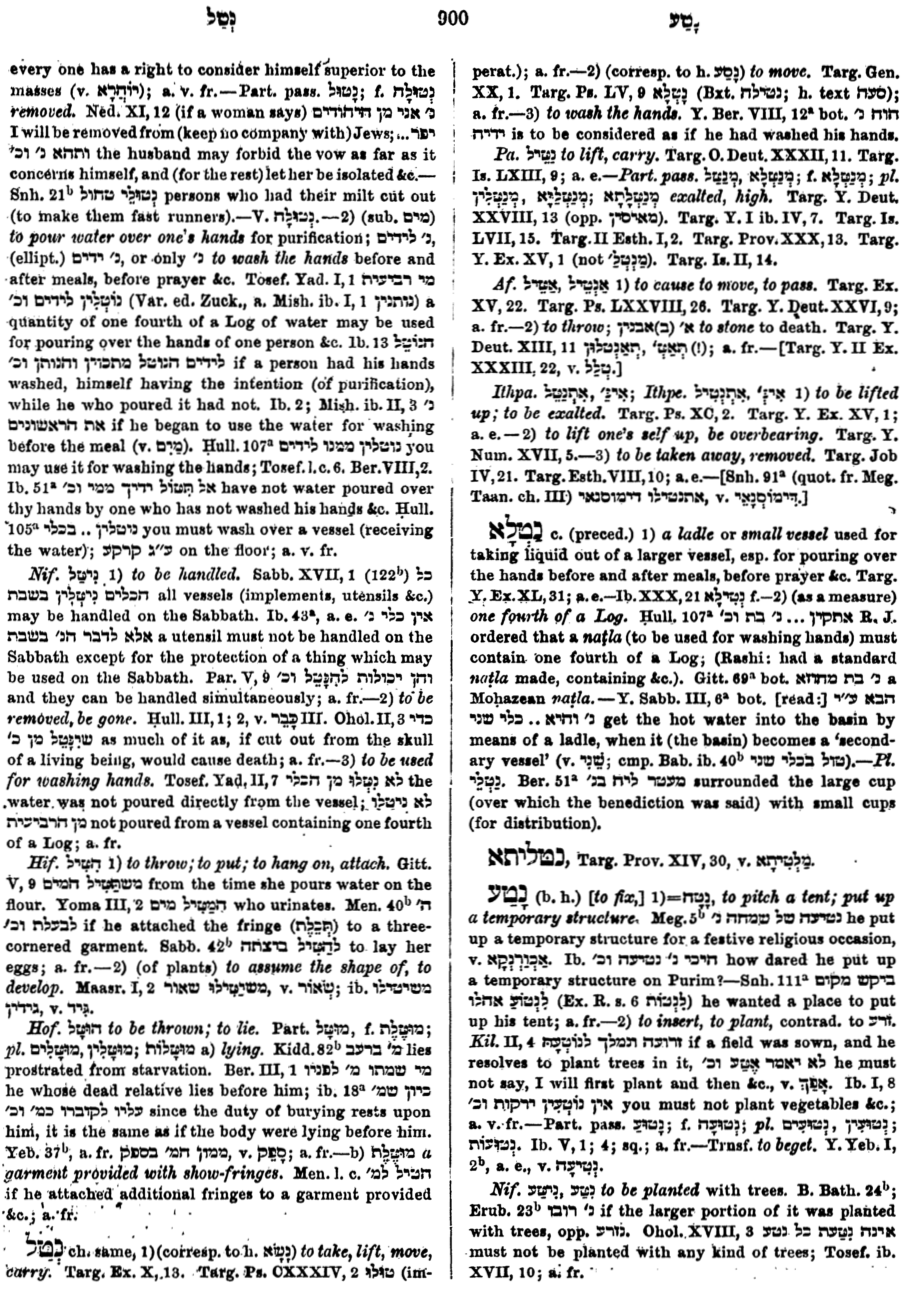 נְטַל
900
נָטַע
every one has a right to consider himself superior to the
masses (v. יוֹהֲרָא); a. v. fr.—Part. pass. נָטוּל; f. נְטוּלָה
removed. Ned. XI, 12 (if a woman says) נ׳ אני מן היהודים
I will be removed from (keep no company with) Jews;... יפר
ותהא נ׳ וכ׳ the husband may forbid the vow as far as it
concerns himself, and (for the rest) let her be isolated &c.—
Snh. 21ᵇ נטולי טחול persons who had their milt cut out
(to make them fast runners).—V. נְטוּלָה.—2) (sub. מים)
to pour water over one's hands for purification; נ׳ לידים,
(ellipt.) נ׳ ידים, or only נ׳ to wash the hands before and
after meals, before prayer &c. Tosef. Yad. I, 1 מי רביעית
נוטלין לידים וכ׳ (Var. ed. Zuck., a. Mish. ib. I, 1 נותנין) a
quantity of one fourth of a Log of water may be used
for pouring over the hands of one person &c. Ib. 13 הנוטל
לידים הנוטל מתכוין והנותן וכ׳ if a person had his hands
washed, himself having the intention (of purification),
while he who poured it had not. Ib. 2; Mish. ib. II, 3 נ׳
את הראשונים if he began to use the water for washing
before the meal (v. מַיִם). Ḥull. 107ᵃ נוטלין ממנו לידים you
may use it for washing the hands; Tosef. l. c. 6. Ber. VIII, 2.
Ib. 51ᵃ אל תטול ידיך ממי וכ׳ have not water poured over
thy hands by one who has not washed his hands &c. Ḥull.
105ᵃ נוטלין .. בכלי you must wash over a vessel (receiving
the water); ע״ג קרקע on the floor; a. v. fr.
Nif. נִיטַּל 1) to be handled. Sabb. XVII, 1 (122ᵇ) כל
הכלים נִיטָּלִין בשבת all vessels (implements, utensils &c.)
may be handled on the Sabbath. Ib. 43ᵃ, a. e. אין כלי נ׳
אלא לדבר הנ׳ בשבת a utensil must not be handled on the
Sabbath except for the protection of a thing which may
be used on the Sabbath. Par. V, 9 והן יכולות להנטל וכ׳
and they can be handled simultaneously; a. fr.—2) to be
removed, be gone. Ḥull. III, 1; 2, v. כָּבֵד III. Ohol. II, 3 כדי
שינטל מן כ׳ as much of it as, if cut out from the skull
of a living being, would cause death; a. fr.—3) to be used
for washing hands. Tosef. Yad. II, 7 לא נטלו מן הכלי the
water was not poured directly from the vessel; לא ניטלו
מן הרביעית not poured from a vessel containing one fourth
of a Log; a. fr.
Hif. הִטִּיל 1) to throw; to put; to hang on, attach. Gitt.
V, 9 משתטיל המים from the time she pours water on the
flour. Yoma III, 2 המטיל מים who urinates. Men. 40ᵇ ה׳
לבעלת וכ׳ if he attached the fringe (תְּכֵלֶת) to a three-
cornered garment. Sabb. 42ᵇ להטיל ביצתה to lay her
eggs; a. fr.—2) (of plants) to assume the shape of, to
develop. Maasr. I, 2 משיטילו שאור, v. שְׂאוֹר; ib. משיטילו
גידין, v. גִּיד.
Hof. הוּטַל to be thrown; to lie. Part. מוּטָל, f. מוּטֶּלֶת;
pl. מוּטָּלִין, מוּטָּלִים; מוּטָּלוֹת a) lying. Kidd. 82ᵇ מ׳ ברעב lies
prostrated from starvation. Ber. III, 1 מי שמתו מ׳ לפניו
he whose dead relative lies before him; ib. 18ᵃ כיון שמ׳
עליו לקוברו כמ׳ וכ׳ since the duty of burying rests upon
him, it is the same as if the body were lying before him.
Yeb. 37ᵇ, a. fr. ממון המ׳ בספק, v. סָפֵק; a. fr.—b) מוטלת a
garment provided with show-fringes. Men. l. c. הטיל למ׳
if he attached additional fringes to a garment provided
&c.; a. fr.
נְטַל ch. same, 1) (corresp. to h. נָשָׂא) to take, lift, move,
carry. Targ. Ex. X, 13. Targ. Ps. CXXXIV, 2 טולו (im-
perat.); a. fr.—2) (corresp. to h. נָסַע) to move. Targ. Gen.
XX, 1. Targ. Ps. LV, 9 נטלא (Bxt. נטילה; h. text סעה);
a. fr.—3) to wash the hands. Y. Ber. VIII, 12ᵃ bot. הוה נ׳
ידיה is to be considered as if he had washed his hands.
Pa. נַטֵּיל to lift, carry. Targ. O. Deut. XXXII, 11. Targ.
Is. LXIII, 9; a. e.—Part. pass. מְנַטַּל, מְנַטְּלָא; f. מְנַטְּלָא; pl.
מְנַטְּלִין, מְנַטְּלַיָּא; מְנַטְּלָתָא exalted, high. Targ. Y. Deut.
XXVIII, 13 (opp. מאיסין). Targ. Y. I ib. IV, 7. Targ. Is.
LVII, 15. Targ. II Esth. I, 2. Targ. Prov. XXX, 13. Targ.
Y. Ex. XV, 1 (not מַנְטְל׳). Targ. Is. II, 14.
Af. אַנְטֵיל, אַטֵּיל 1) to cause to move, to pass. Targ. Ex.
XV, 22. Targ. Ps. LXXVIII, 26. Targ. Y. Deut. XXVI, 9;
a. fr.—2) to throw; א׳ (ב)אבנין to stone to death. Targ. Y.
Deut. XIII, 11 תאט׳, תאנטלון(!); a. fr.—[Targ. Y. II Ex.
XXXIII, 22, v. טְלַל.]
Ithpa. אִתְנַטַּל, אִינ׳; Ithpe. אִתְנְטֵיל, אִינ׳ 1) to be lifted
up; to be exalted. Targ. Ps. XC, 2. Targ. Y. Ex. XV, 1;
a. e.—2) to lift one's self up, be overbearing. Targ. Y.
Num. XVII, 5.—3) to be taken away, removed. Targ. Job
IV, 21. Targ. Esth. VIII, 10; a. e.—[Snh. 91ᵃ (quot. fr. Meg.
Taan. ch. III) אתנטילו דימוסנאי, v. דִּימוֹסְנָאֵי.]
נַטְלָא c. (preced.) 1) a ladle or small vessel used for
taking liquid out of a larger vessel, esp. for pouring over
the hands before and after meals, before prayer &c. Targ.
Y. Ex. XL, 31; a. e.—Ib. XXX, 21 נטילא f.—2) (as a measure)
one fourth of a Log. Ḥull. 107ᵃ אתקין ... נ׳ בת וכ׳ R. J.
ordered that a naṭla (to be used for washing hands) must
contain one fourth of a Log; (Rashi: had a standard
naṭla made, containing &c.). Gitt. 69ᵃ bot. נ׳ בת מחוזא a
Moḥazean naṭla.—Y. Sabb. III, 6ᵃ bot. [read:] הבא ע״י
נ׳ והיא .. כלי שני get the hot water into the basin by
means of a ladle, when it (the basin) becomes a 'second-
ary vessel' (v. שֵׁנִי; cmp. Bab. ib. 40ᵇ טול בכלי שני).—Pl.
נַטְלֵי. Ber. 51ᵃ מעטר ליה בנ׳ surrounded the large cup
(over which the benediction was said) with small cups
(for distribution).
נטליתא, Targ. Prov. XIV, 30, v. מַלְטִיתָא.
נָטַע (b. h.) [to fix,] 1)=נָטָה, to pitch a tent; put up
a temporary structure. Meg. 5ᵇ נ׳ נטיעה של שמחה he put
up a temporary structure for a festive religious occasion,
v. אַכְוַורְנְקָא. Ib. היכי נ׳ נטיעה וכ׳ how dared he put up
a temporary structure on Purim?—Snh. 111ᵃ ביקש מקום
לנטוע אהלו (Ex. R. s. 6 לנטות) he wanted a place to put
up his tent; a. fr.—2) to insert, to plant, contrad. to זרע.
Kil. II, 4 זרועה ונמלך לנוטעה if a field was sown, and he
resolves to plant trees in it, לא יאמר אטע וכ׳ he must
not say, I will first plant and then &c., v. אָפַךְ. Ib. I, 8
אין נוטעין ירקות וכ׳ you must not plant vegetables &c.;
a. v. fr.—Part. pass. נָטוּעַ; f. נְטוּעָה; pl. נְטוּעִים, נְטוּעִין;
נְטוּעוֹת. Ib. V, 1; 4; sq.; a. fr.—Trnsf. to beget. Y. Yeb. I,
2ᵇ, a. e., v. נְטִיעָה.
Nif. נִטַּע, נִיטַּע to be planted with trees. B. Bath. 24ᵇ;
Erub. 23ᵇ נ׳ רובו if the larger portion of it was planted
with trees, opp. נזרע. Ohol. XVIII, 3 אינה נטעת כל נטע
must not be planted with any kind of trees; Tosef. ib.
XVII, 10; a. fr.